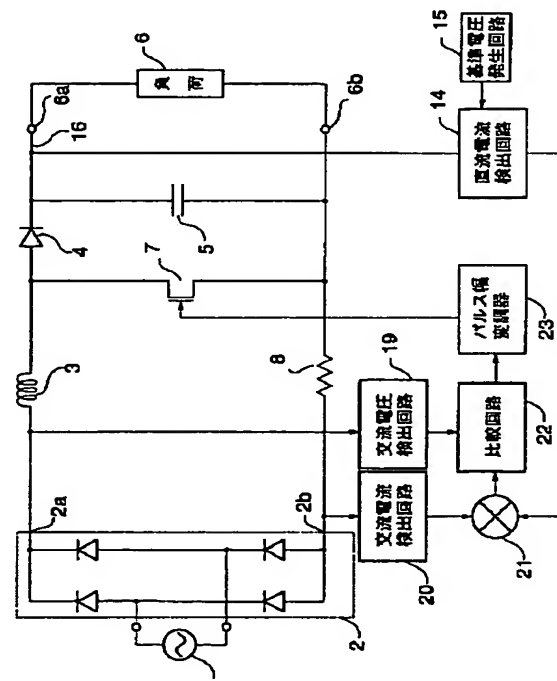 6
負荷
6a
6b
16
4
5
7
3
8
2a
2b
2
15
基準電圧
発生回路
14
直流電流
検出回路
19
交流電圧
検出回路
交流電流
検出回路
20
21
比較回路
22
パルス幅
変調器
23